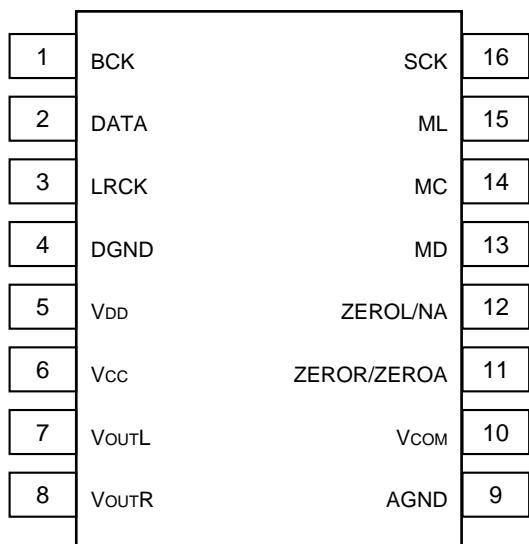 1 BCK SCK 16
2 DATA ML 15
3 LRCK MC 14
4 DGND MD 13
5 VDD ZEROL/NA 12
6 VCC ZEROR/ZEROA 11
7 VOUTL VCOM 10
8 VOUTR AGND 9